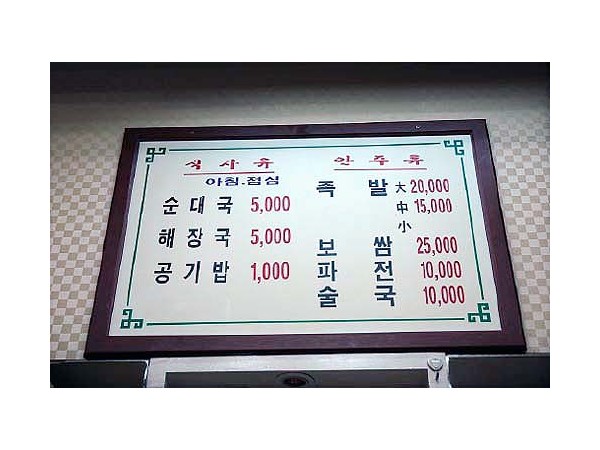 식 사 유
아침.점심
순 대 국 5,000
해 장 국 5,000
공 기 밥 1,000
안 주 류
족 발 大 20,000
中 15,000
小
보 쌈 25,000
파 전 10,000
술 국 10,000